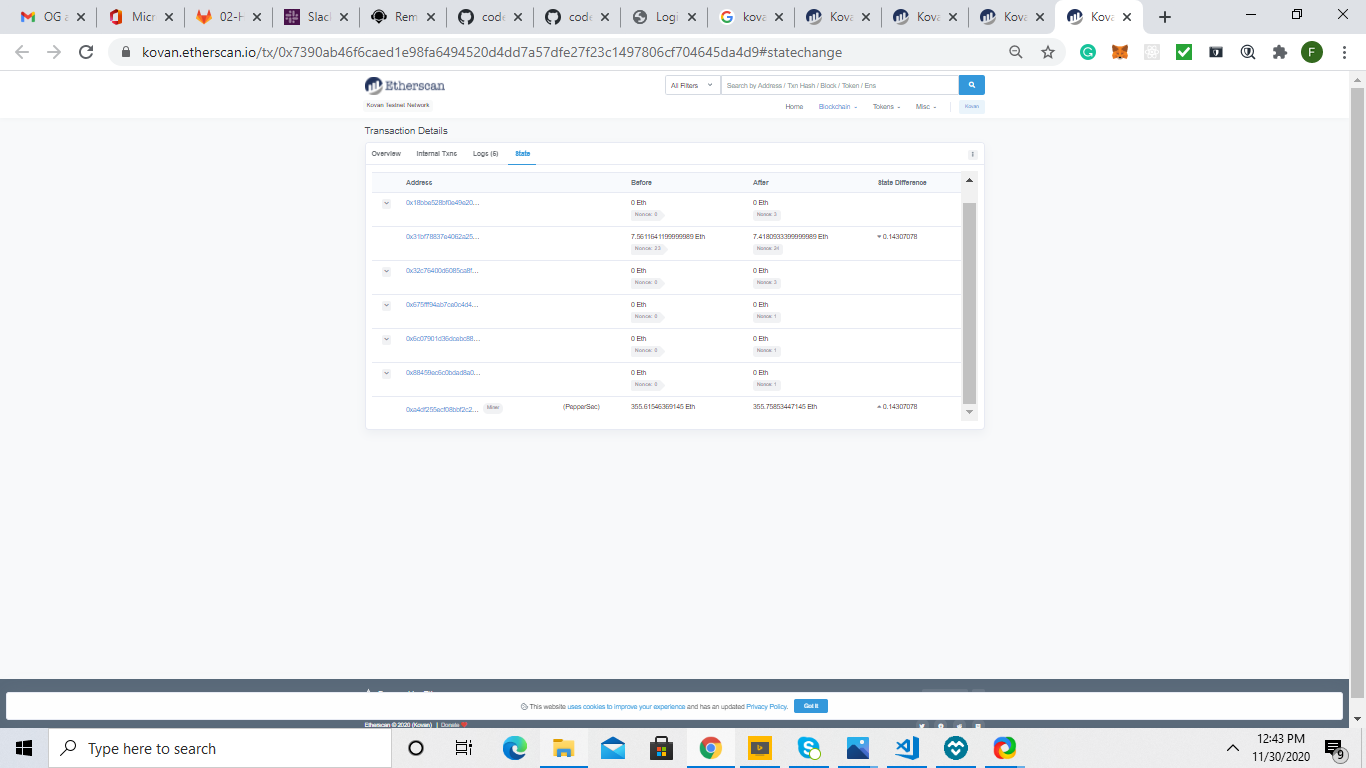 OG a
Micr
02-H
Slac
Rem
code
code
Logi
kova
Kova
Kova
Kova
Kova
kovan.etherscan.io/tx/0x7390ab46f6caed1e98fa6494520d4dd7a57dfe27f23c1497806cf704645da4d9#statechange
F
Etherscan
All Filters
Search by Address / Txn Hash / Block / Token / Ens
Kovan Testnet Network
Home Blockchain Tokens Misc Kovan
Transaction Details
Overview Internal Txns Logs (6) State
Address Before After State Difference
0x18bbe528bf0e49e20... 0 Eth 0 Eth
Nonce: 0 Nonce: 3
0x31bf78837e4062a25... 7.5611641199999989 Eth 7.4180933399999989 Eth 0.14307078
Nonce: 23 Nonce: 24
0x32c76400d6085ca8f... 0 Eth 0 Eth
Nonce: 0 Nonce: 3
0x675fff94ab7ce0c4d4... 0 Eth 0 Eth
Nonce: 0 Nonce: 1
0x6c07901d36dcebc88... 0 Eth 0 Eth
Nonce: 0 Nonce: 1
0x88459ec6c0bdad8a0... 0 Eth 0 Eth
Nonce: 0 Nonce: 1
0xa4df255ecf08bbf2c2... Miner (PepperSec) 355.61546369145 Eth 355.75853447145 Eth 0.14307078
This website uses cookies to improve your experience and has an updated Privacy Policy. Got It
Etherscan © 2020 (Kovan) | Donate
Type here to search
12:43 PM
11/30/2020
9